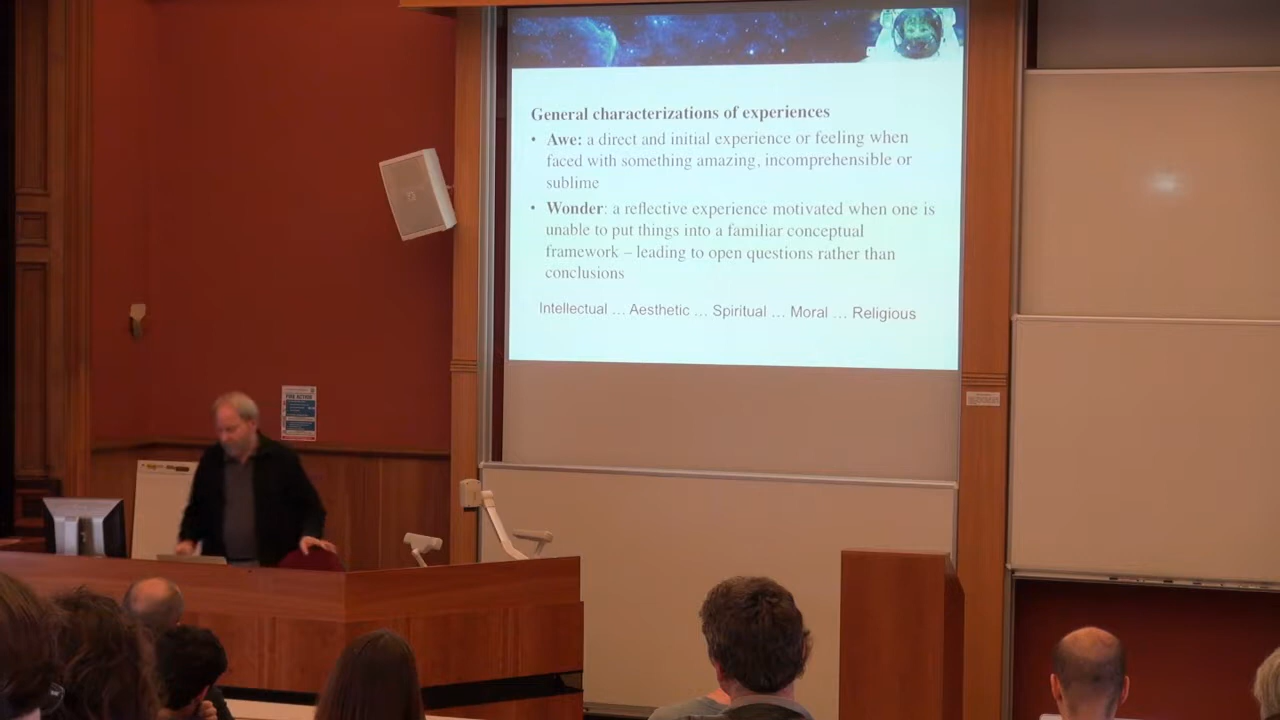 General characterizations of experiences
• Awe: a direct and initial experience or feeling when
faced with something amazing, incomprehensible or
sublime
• Wonder: a reflective experience motivated when one is
unable to put things into a familiar conceptual
framework – leading to open questions rather than
conclusions
Intellectual … Aesthetic … Spiritual … Moral … Religious
FIRE ACTION